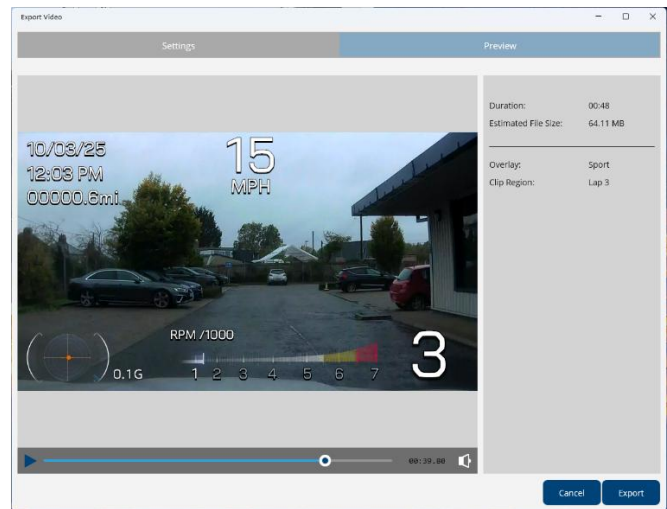 Export Video
Settings Preview
Duration: 00:48
Estimated File Size: 64.11 MB
Overlay: Sport
Clip Region: Lap 3
10/03/25
12:03 PM
00000.6mi
15
MPH
RPM /1000
0.1G
1 2 3 4 5 6 7
3
00:39.80
Cancel Export